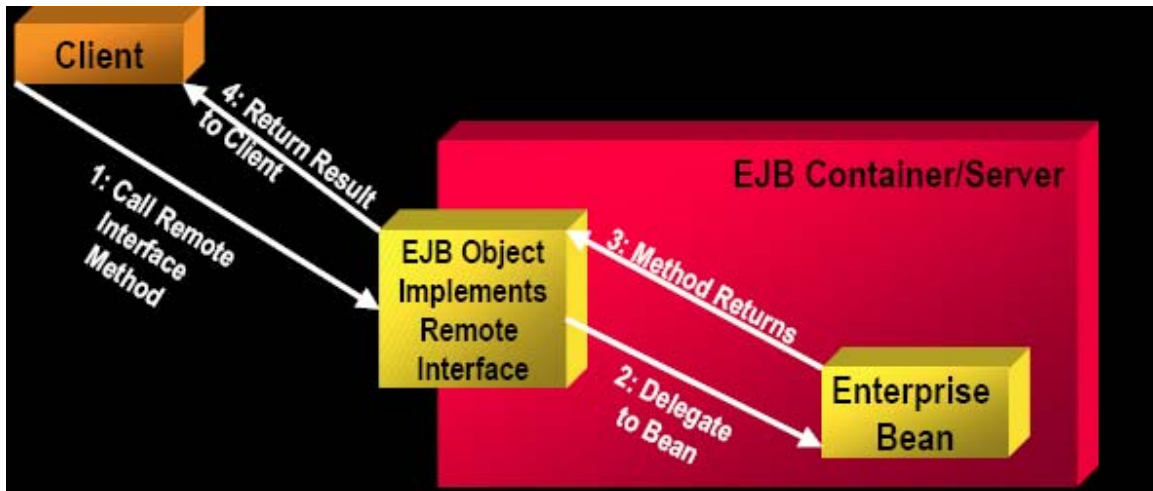 Client
4: Return Result
to Client
1: Call Remote
Interface
Method
EJB Container/Server
EJB Object
Implements
Remote
Interface
3: Method Returns
2: Delegate
to Bean
Enterprise
Bean